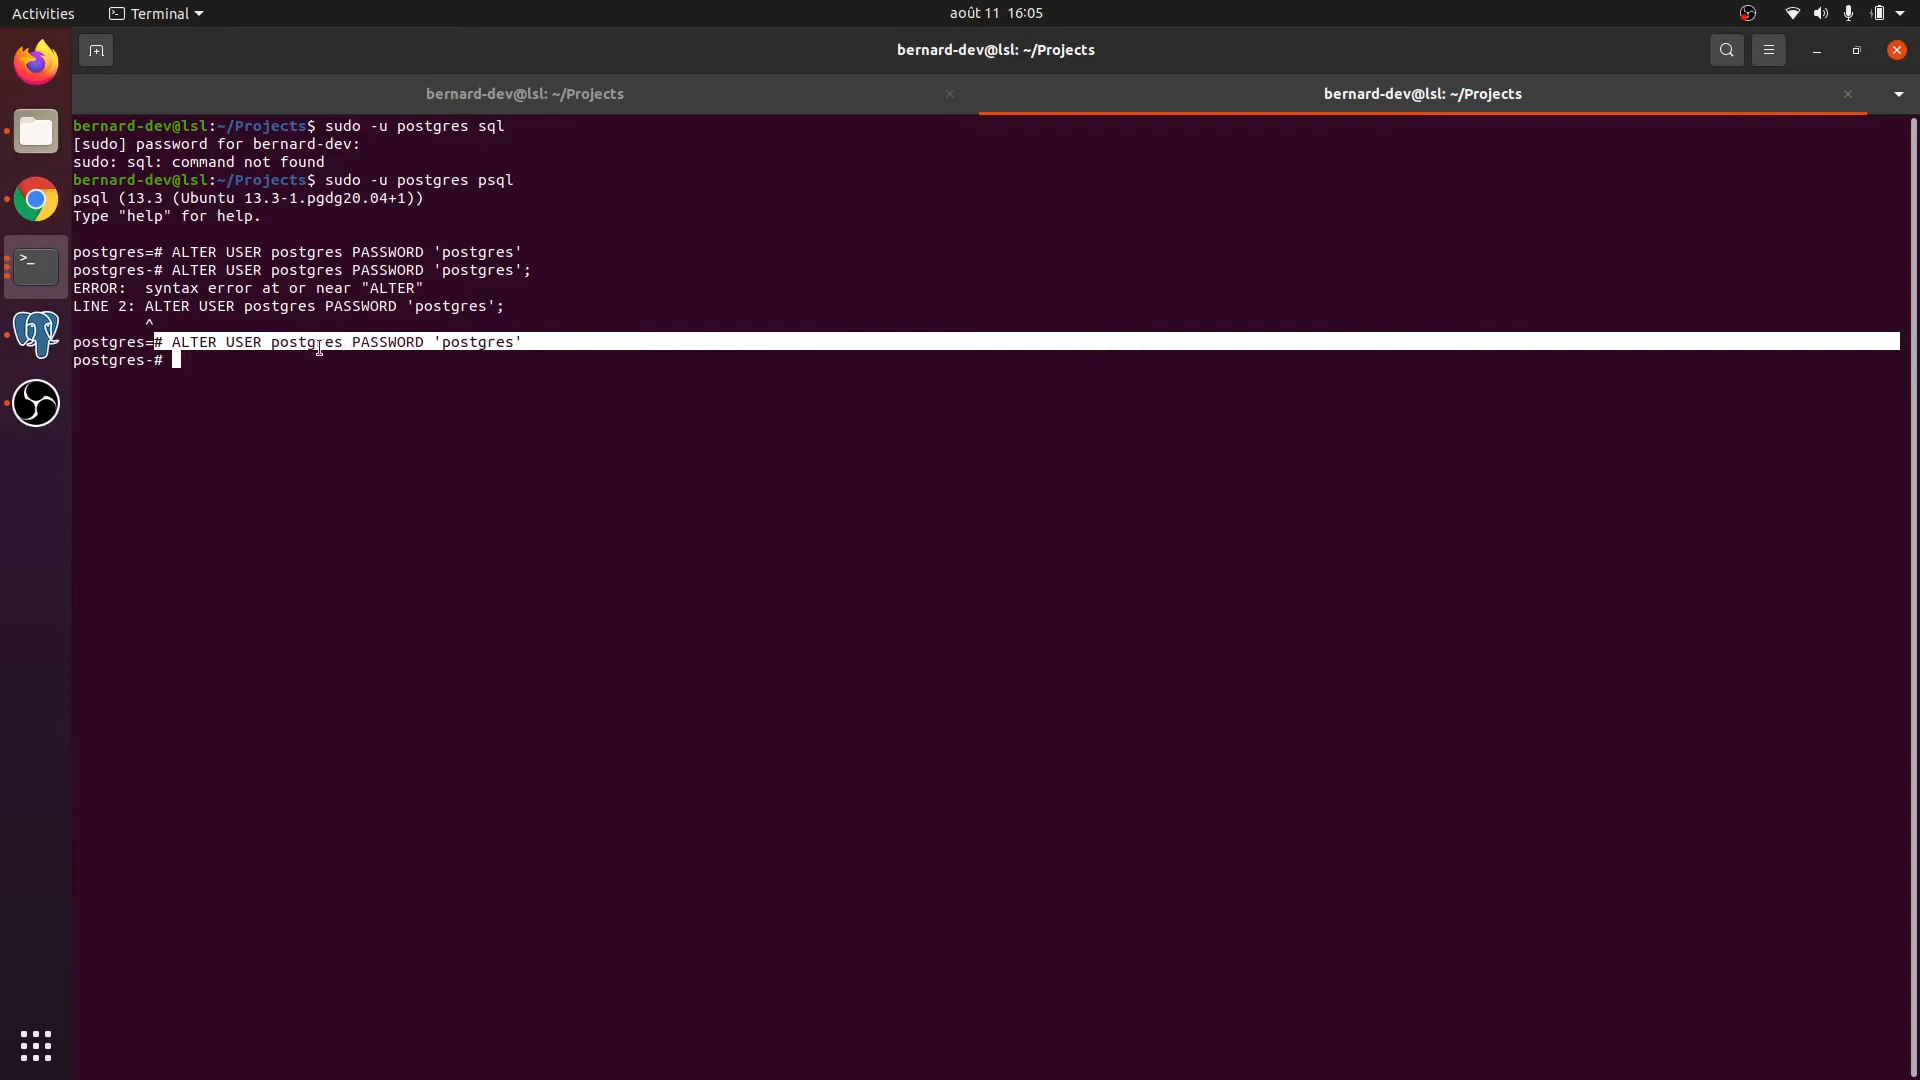 Activities
Terminal
août 11 16:05
bernard-dev@lsl: ~/Projects
bernard-dev@lsl: ~/Projects
bernard-dev@lsl: ~/Projects
bernard-dev@lsl:~/Projects$ sudo -u postgres sql
[sudo] password for bernard-dev:
sudo: sql: command not found
bernard-dev@lsl:~/Projects$ sudo -u postgres psql
psql (13.3 (Ubuntu 13.3-1.pgdg20.04+1))
Type "help" for help.
postgres=# ALTER USER postgres PASSWORD 'postgres'
postgres-# ALTER USER postgres PASSWORD 'postgres';
ERROR:  syntax error at or near "ALTER"
LINE 2: ALTER USER postgres PASSWORD 'postgres';
^
postgres=# ALTER USER postgres PASSWORD 'postgres'
postgres-#